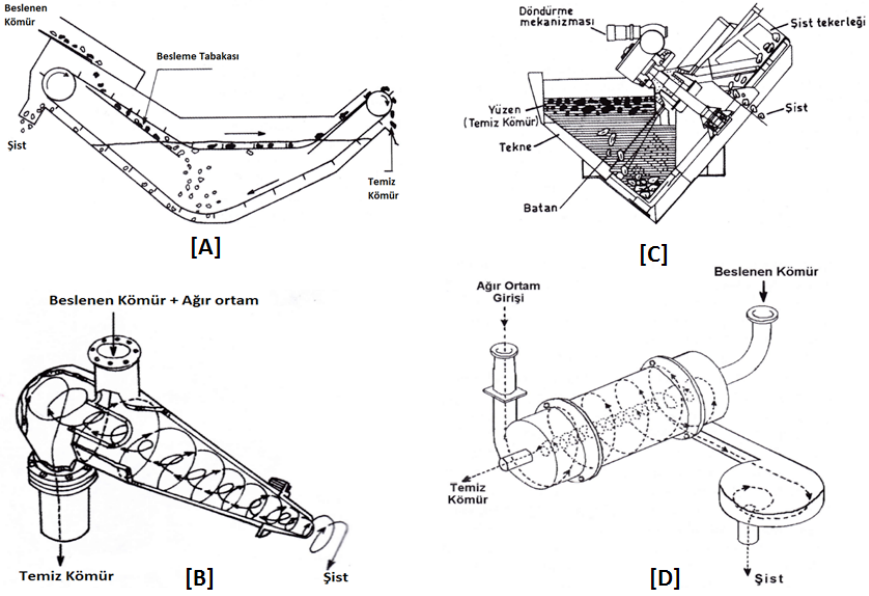 Beslenen
Kömür
Besleme Tabakası
Şist
Temiz
Kömür
[A]
Döndürme
mekanizması
Şist tekerleği
Yüzen
(Temiz Kömür)
Tekne
Şist
Batan
[C]
Beslenen Kömür + Ağır ortam
Temiz Kömür
Şist
[B]
Ağır Ortam
Girişi
Beslenen Kömür
Temiz
Kömür
Şist
[D]